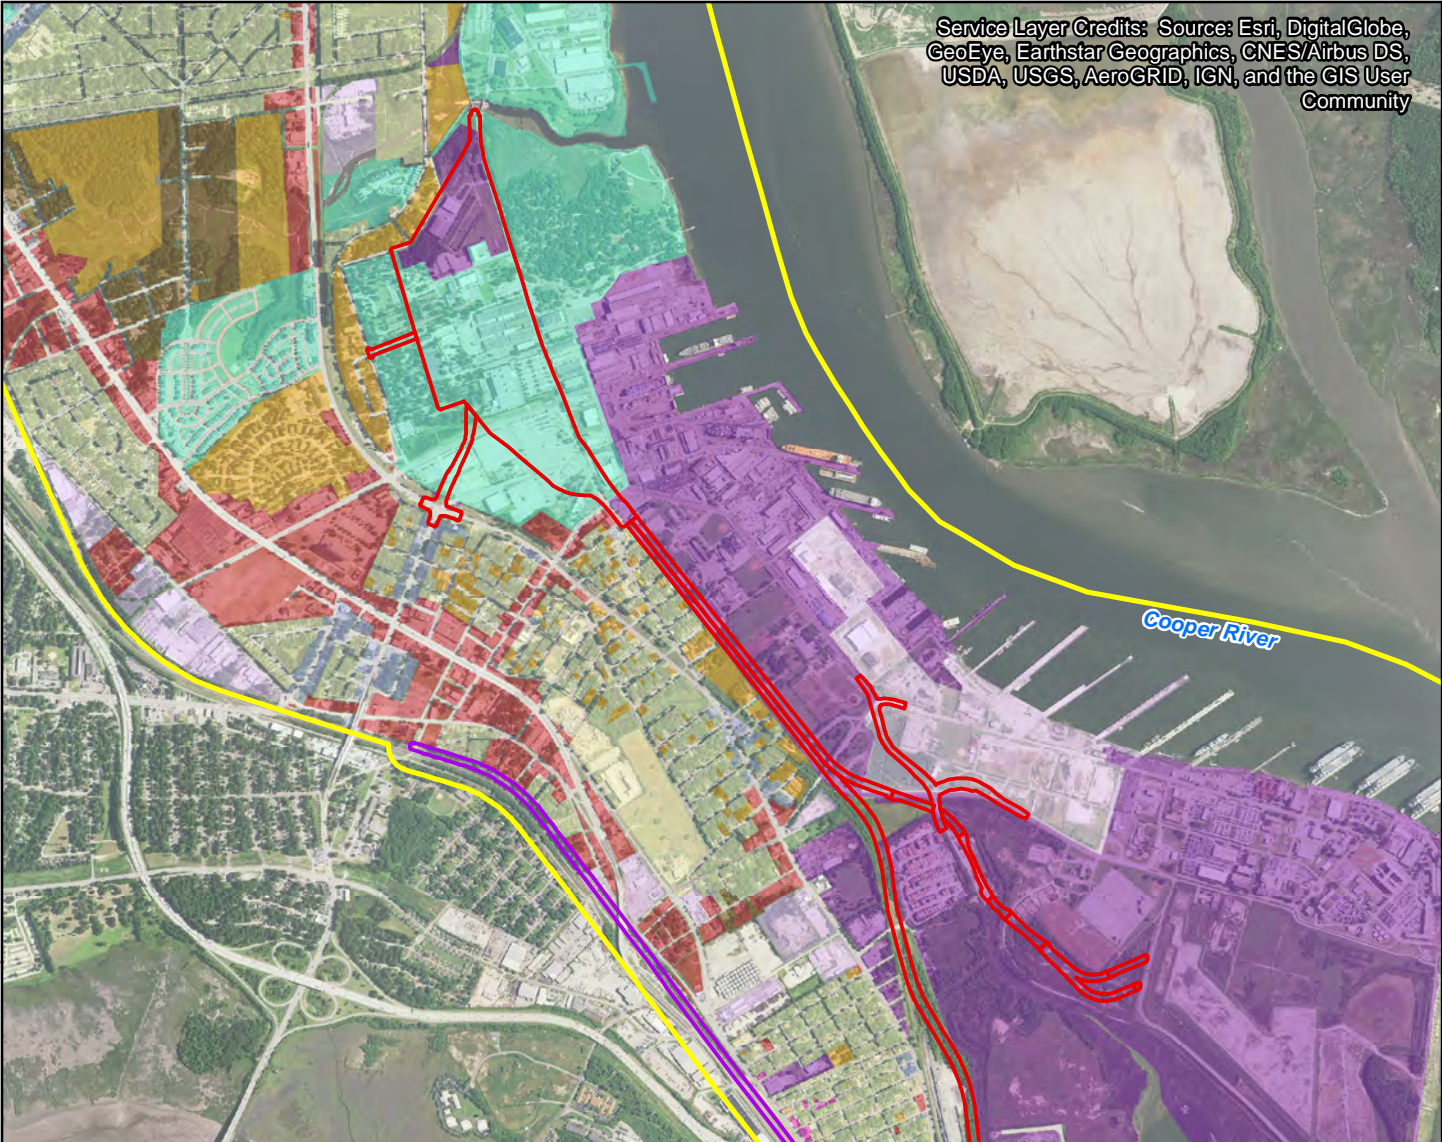 Service Layer Credits: Source: Esri, DigitalGlobe,
GeoEye, Earthstar Geographics, CNES/Airbus DS,
USDA, USGS, AeroGRID, IGN, and the GIS User
Community
Cooper River